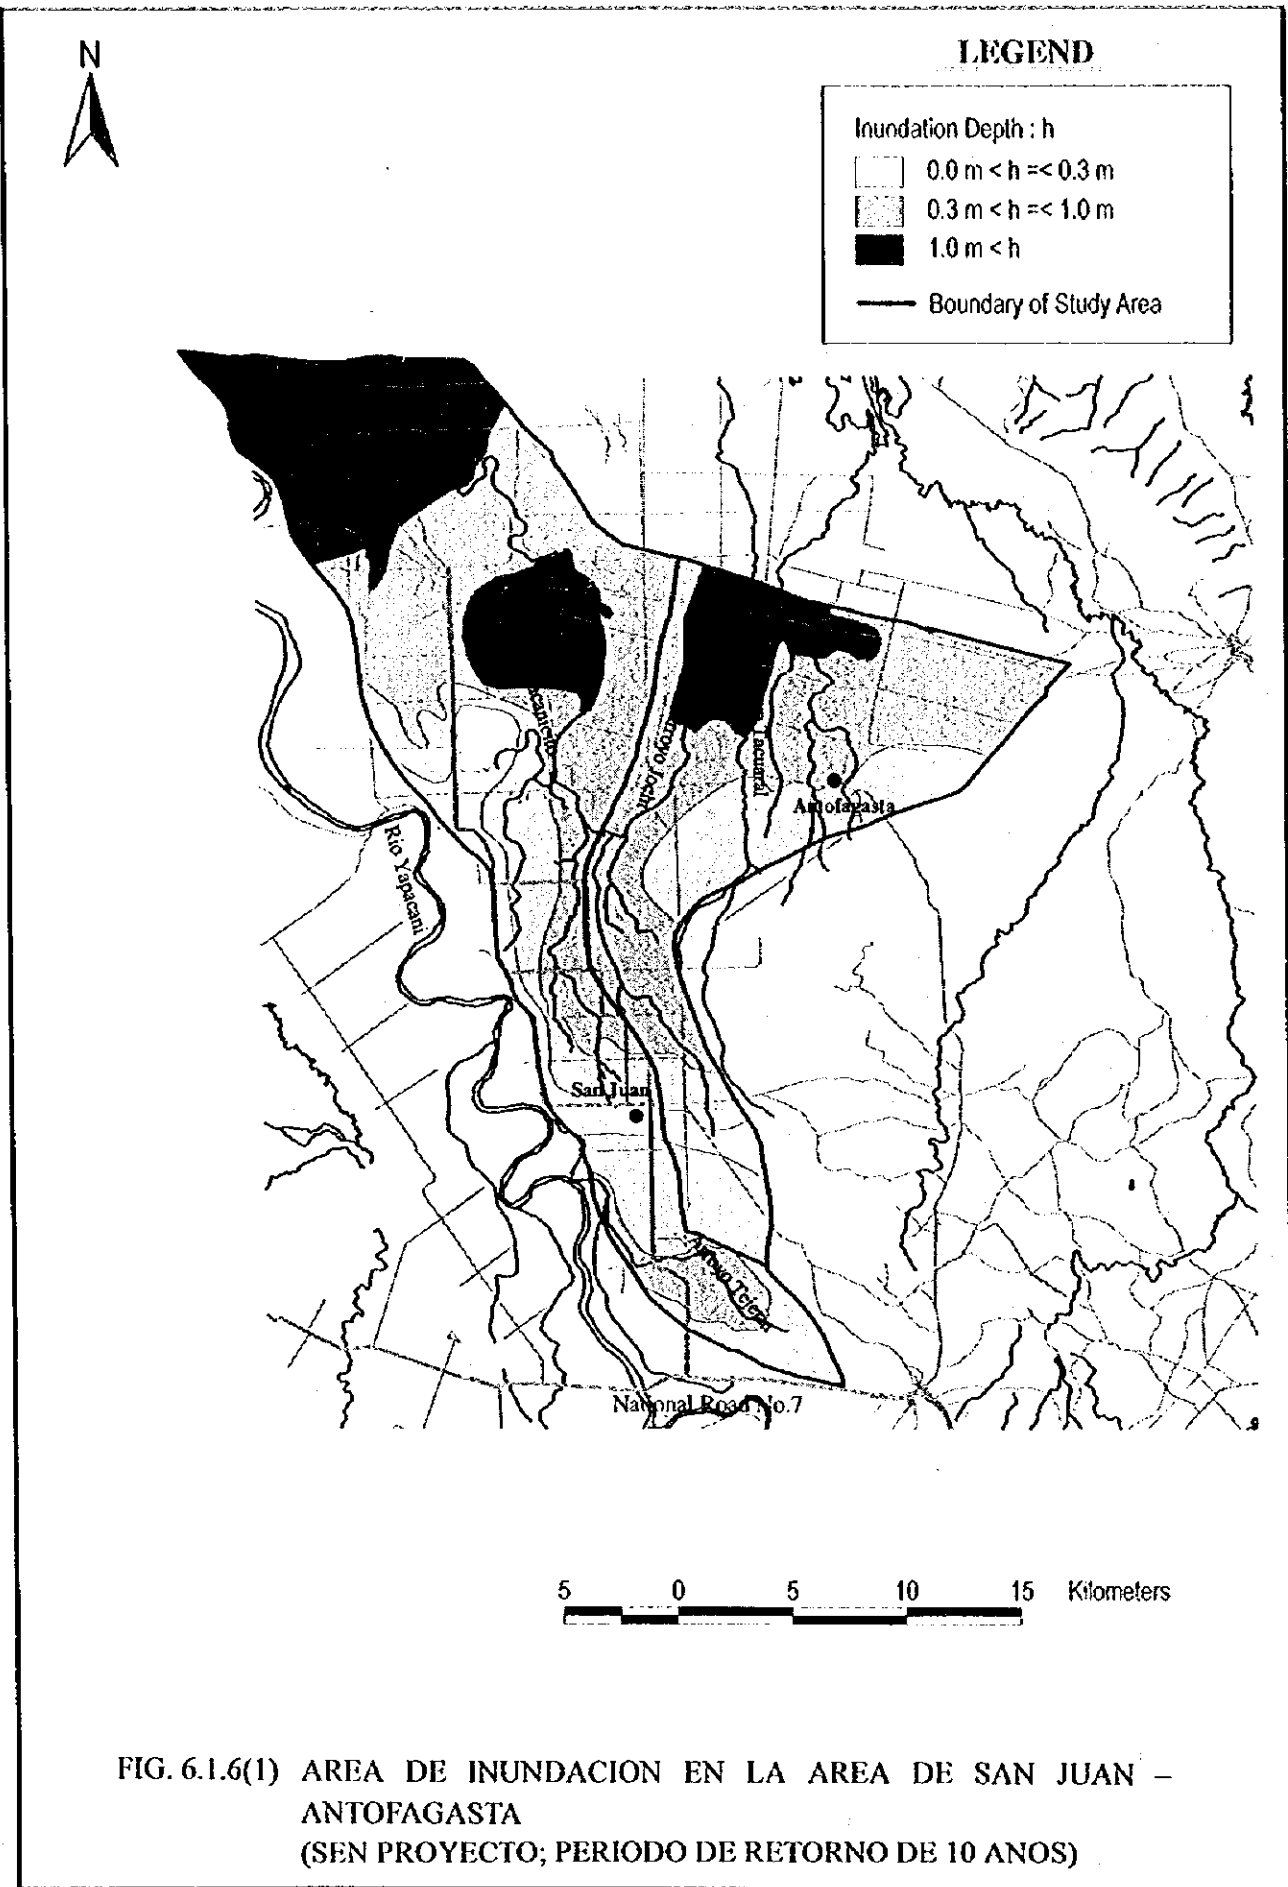 N
LEGEND
Inundation Depth : h
0.0 m < h =< 0.3 m
0.3 m < h =< 1.0 m
1.0 m < h
Boundary of Study Area
Tacuaral
Antofagasta
Rio Yapacani
San Juan
National Road No.7
5 0 5 10 15 Kilometers
FIG. 6.1.6(1) AREA DE INUNDACION EN LA AREA DE SAN JUAN –
ANTOFAGASTA
(SEN PROYECTO; PERIODO DE RETORNO DE 10 ANOS)